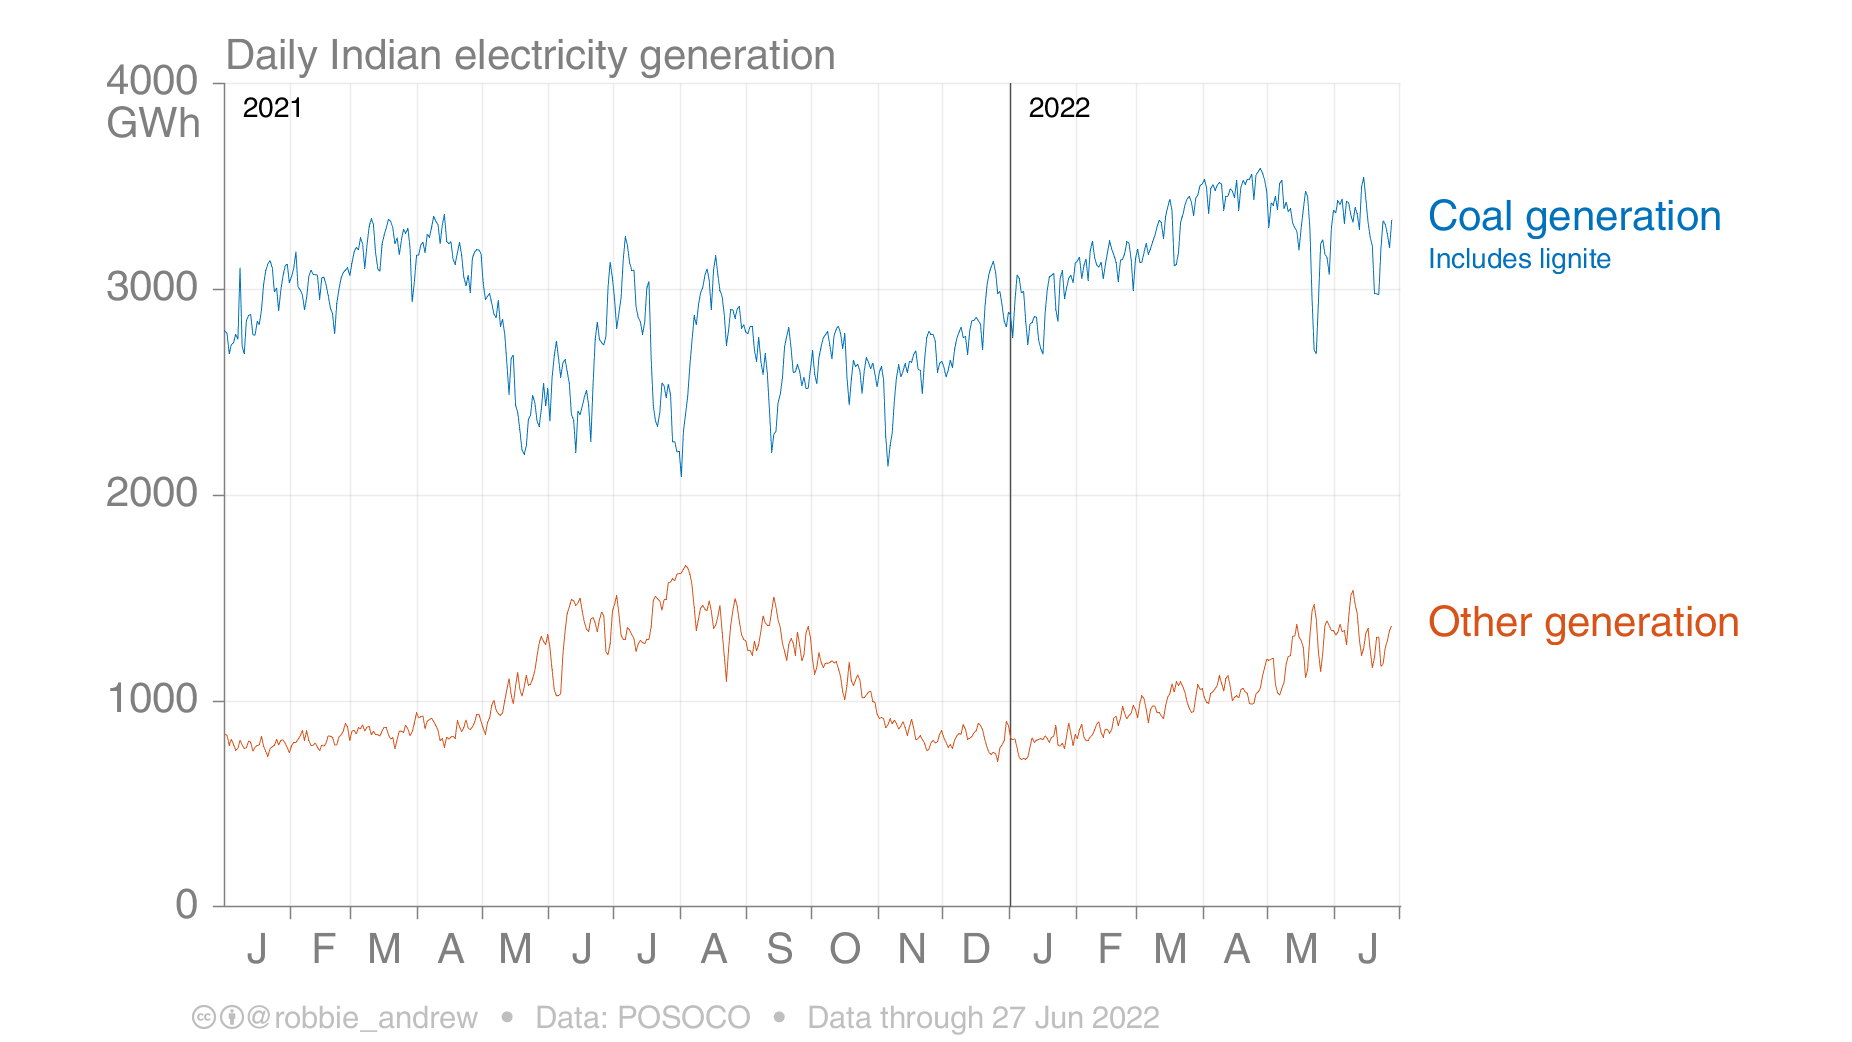 Daily Indian electricity generation
4000
GWh
2021
2022
Coal generation
Includes lignite
3000
2000
Other generation
1000
0
J F M A M J J A S O N D J F M A M J
cc @robbie_andrew • Data: POSOCO • Data through 27 Jun 2022